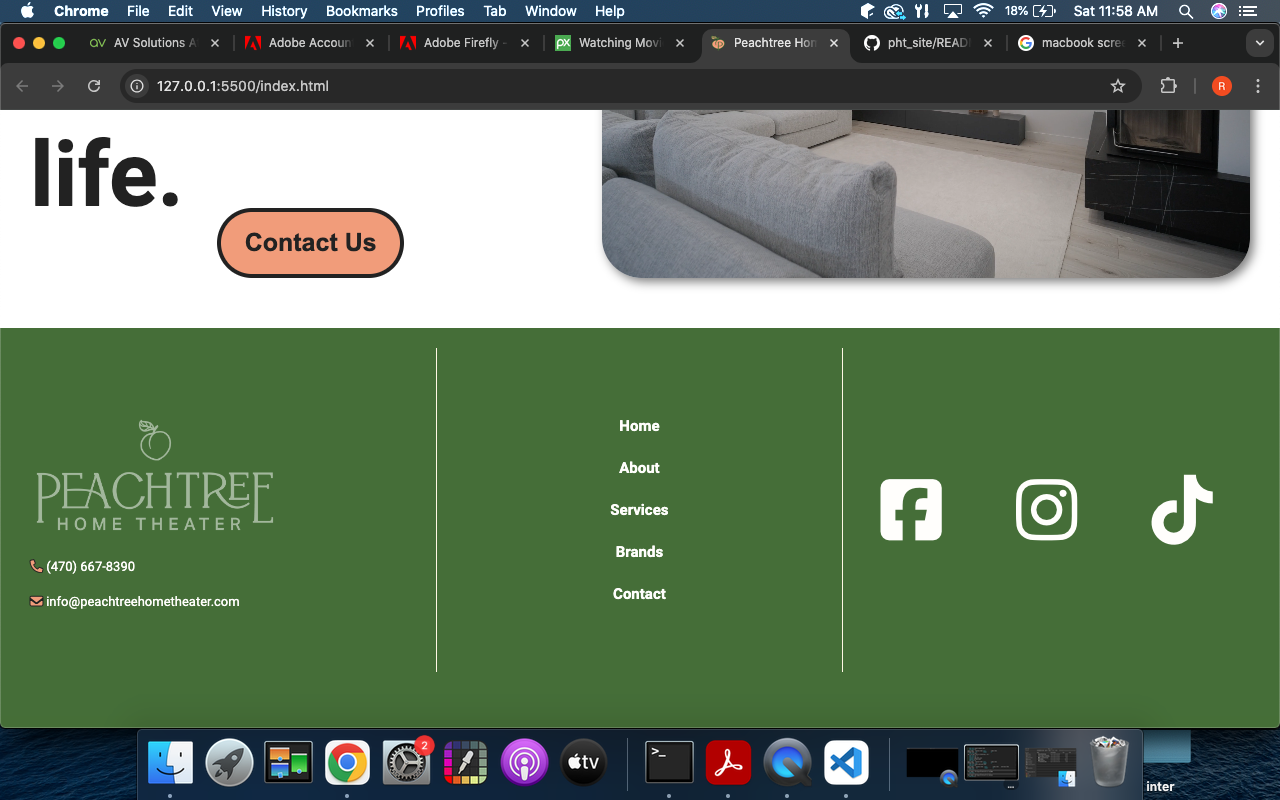 Chrome File Edit View History Bookmarks Profiles Tab Window Help 18% Sat 11:58 AM
AV Solutions A Adobe Accoun Adobe Firefly - Watching Movi Peachtree Hom pht_site/READ macbook scre
127.0.0.1:5500/index.html R
life.
Contact Us
PEACHTREE
HOME THEATER
(470) 667-8390
info@peachtreehometheater.com
Home
About
Services
Brands
Contact
2
tv
>_
inter